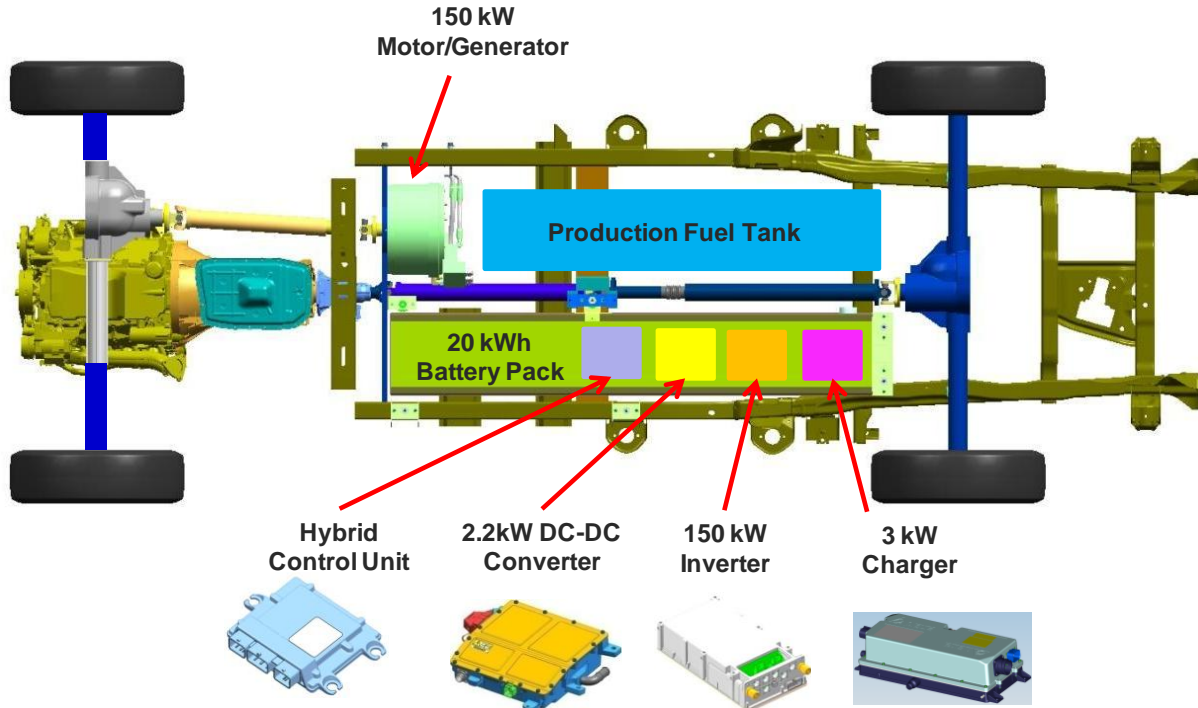 150 kW
Motor/Generator
Production Fuel Tank
20 kWh
Battery Pack
Hybrid
Control Unit
2.2kW DC-DC
Converter
150 kW
Inverter
3 kW
Charger